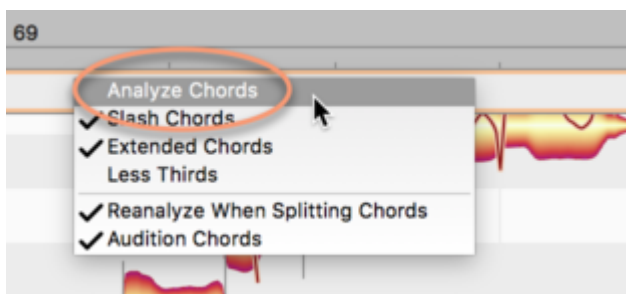 69
Analyze Chords
Slash Chords
Extended Chords
Less Thirds
Reanalyze When Splitting Chords
Audition Chords